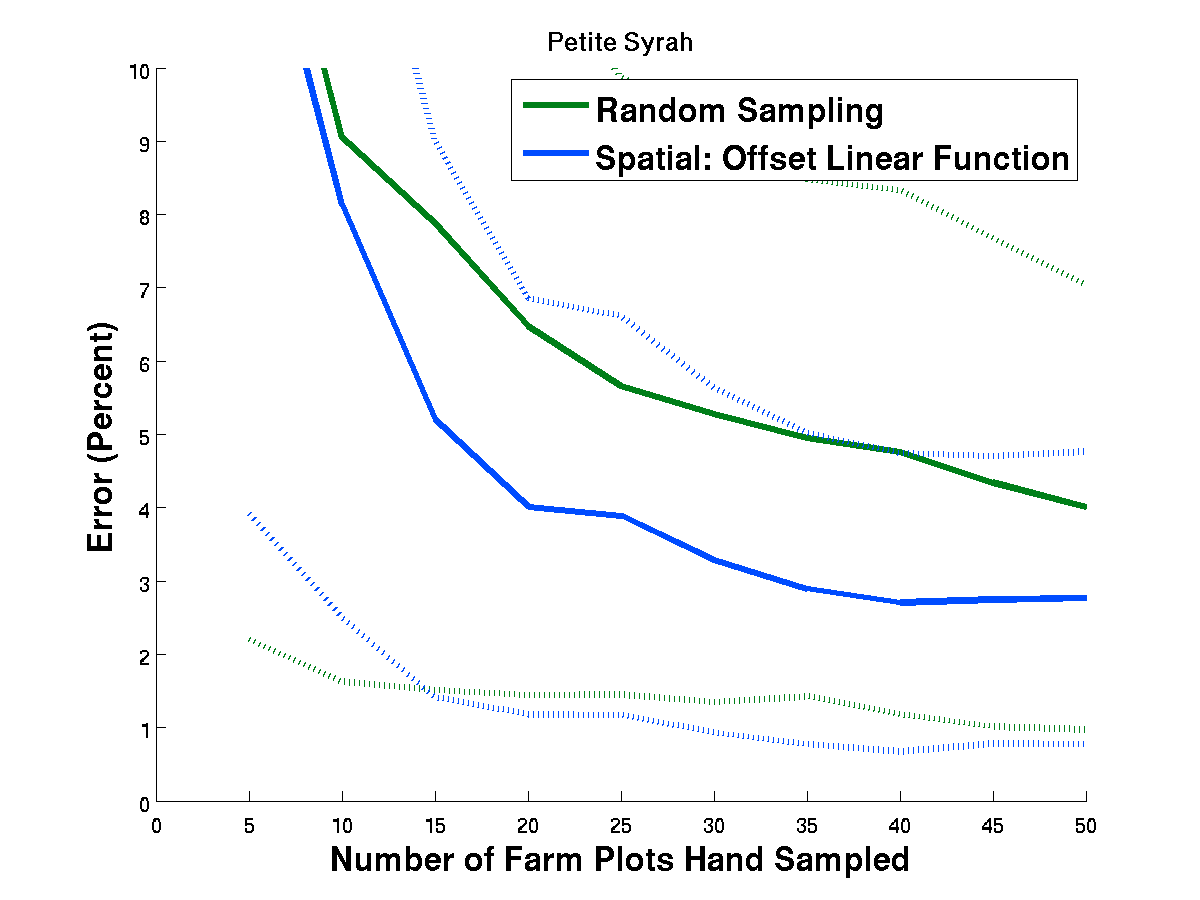 Petite Syrah
Random Sampling
Spatial: Offset Linear Function
10
9
8
7
6
5
4
3
2
1
0
Error (Percent)
0 5 10 15 20 25 30 35 40 45 50
Number of Farm Plots Hand Sampled